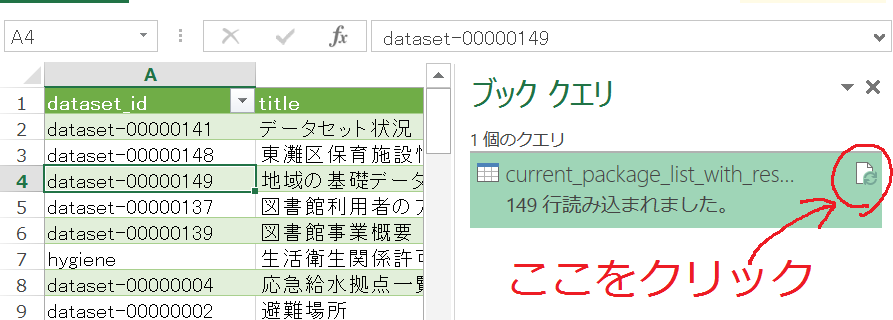 A4
fx
dataset-00000149
A
1 dataset_id title
2 dataset-00000141 データセット状況
3 dataset-00000148 東灘区保育施設
4 dataset-00000149 地域の基礎データ
5 dataset-00000137 図書館利用者の
6 dataset-00000139 図書館事業概要
7 hygiene 生活衛生関係許
8 dataset-00000004 応急給水拠点一
9 dataset-00000002 避難場所
ブック クエリ
1 個のクエリ
current_package_list_with_res...
149 行読み込まれました。
ここをクリック